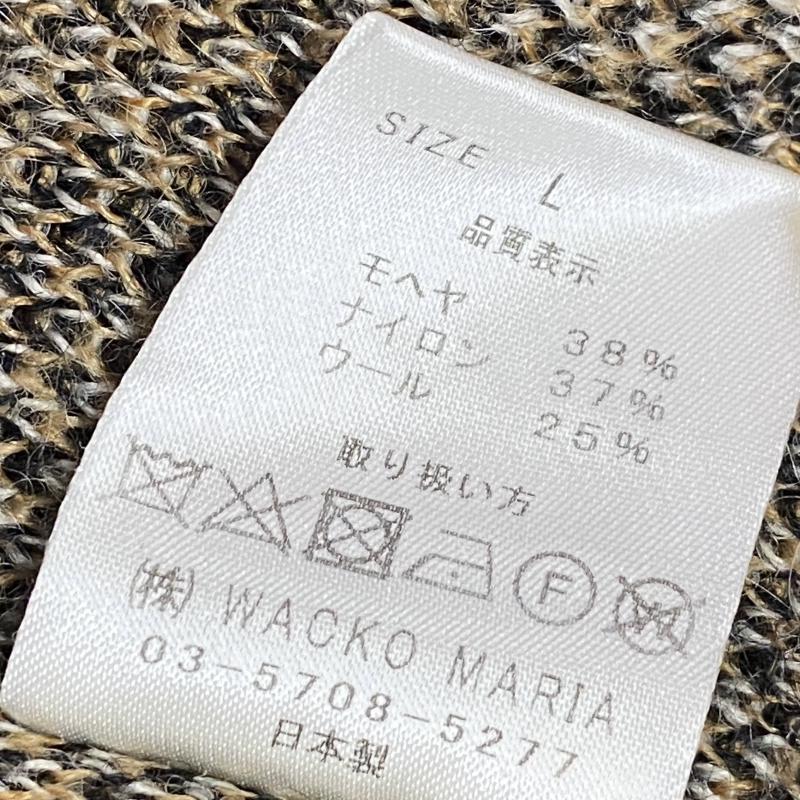 SIZE L
品質表示
モヘヤ 38%
ナイロン 37%
ウール 25%
取り扱い方
F W
(株) WACKO MARIA
03-5708-5277
日本製